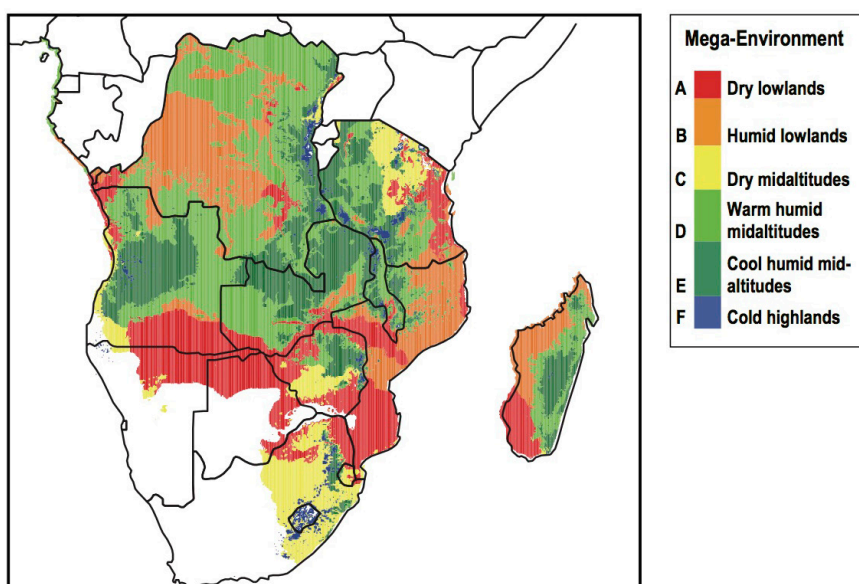 Mega-Environment
A Dry lowlands
B Humid lowlands
C Dry midaltitudes
Warm humid
D midaltitudes
Cool humid mid-
E altitudes
F Cold highlands